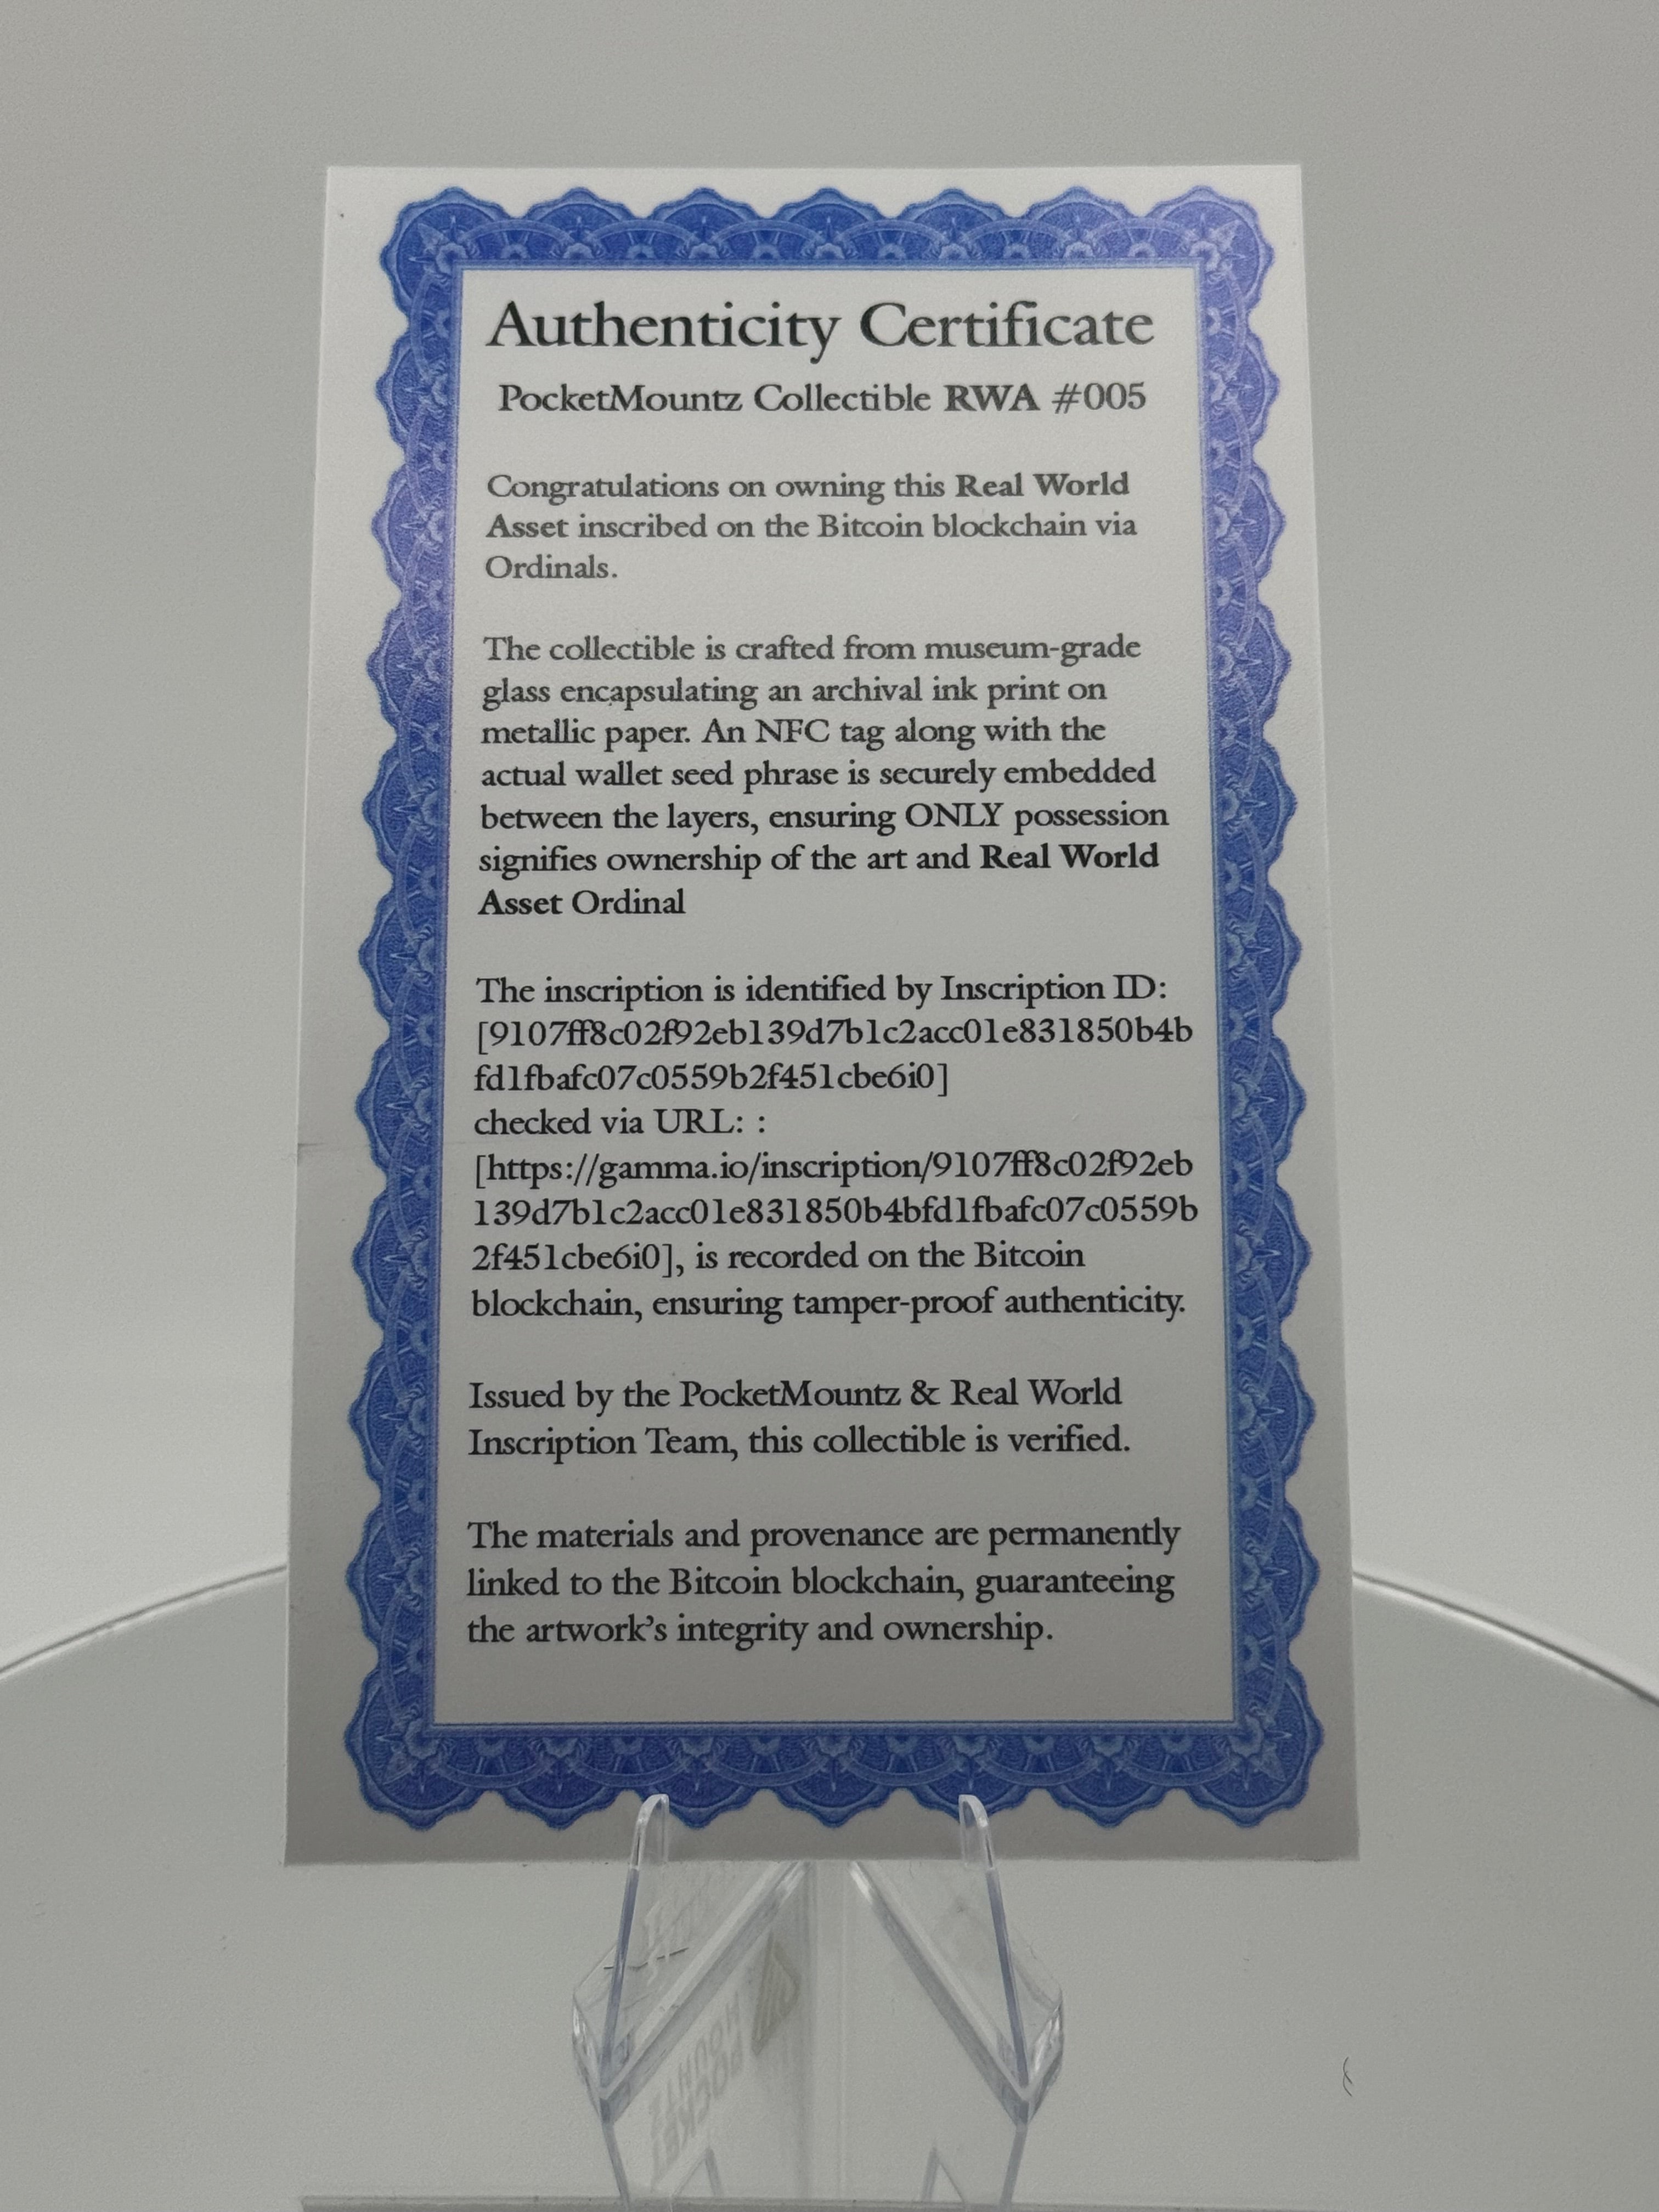 Authenticity Certificate
PocketMountz Collectible RWA #005
Congratulations on owning this Real World
Asset inscribed on the Bitcoin blockchain via
Ordinals.
The collectible is crafted from museum-grade
glass encapsulating an archival ink print on
metallic paper. An NFC tag along with the
actual wallet seed phrase is securely embedded
between the layers, ensuring ONLY possession
signifies ownership of the art and Real World
Asset Ordinal
The inscription is identified by Inscription ID:
[9107ff8c02f92eb139d7b1c2acc01e831850b4b
fd1fbafc07c0559b2f451cbe6i0]
checked via URL: :
[https://gamma.io/inscription/9107ff8c02f92eb
139d7b1c2acc01e831850b4bfd1fbafc07c0559b
2f451cbe6i0], is recorded on the Bitcoin
blockchain, ensuring tamper-proof authenticity.
Issued by the PocketMountz & Real World
Inscription Team, this collectible is verified.
The materials and provenance are permanently
linked to the Bitcoin blockchain, guaranteeing
the artwork's integrity and ownership.